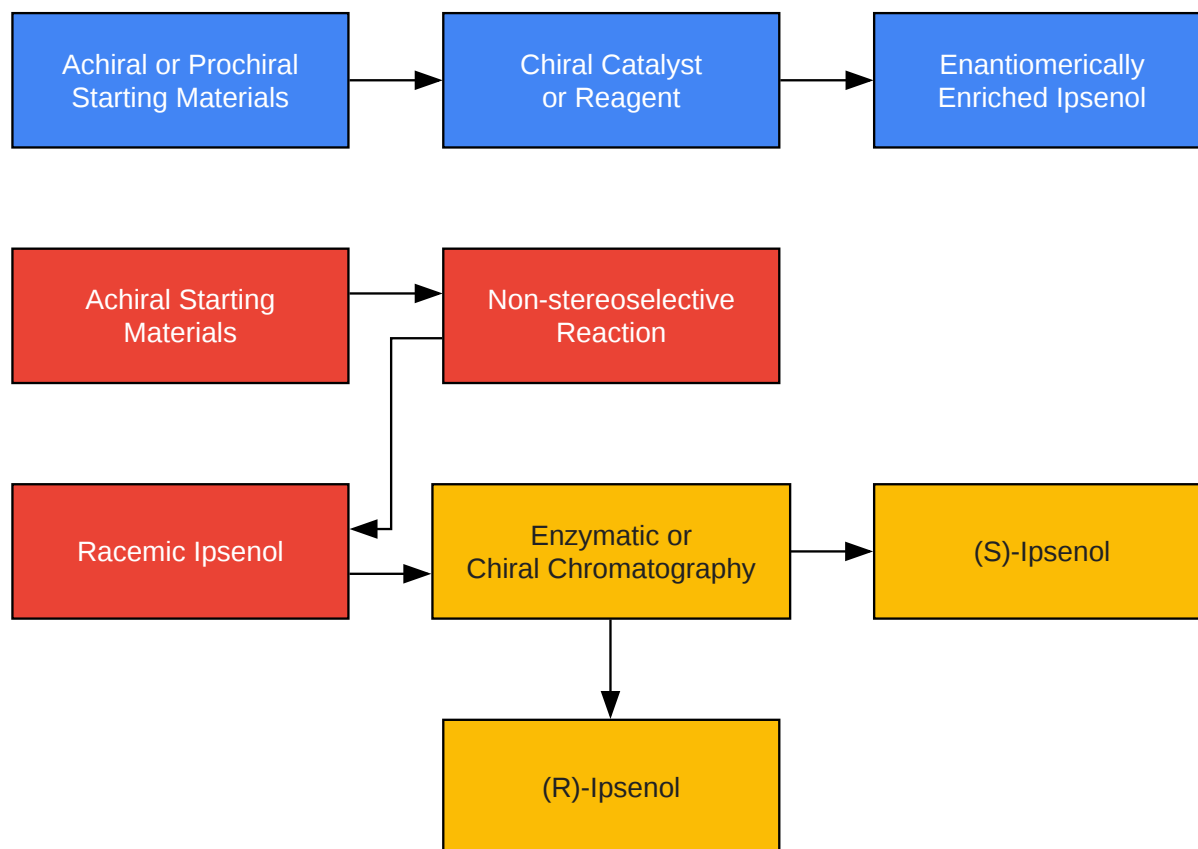 Achiral or Prochiral
Starting Materials
Chiral Catalyst
or Reagent
Enantiomerically
Enriched Ipsenol
Achiral Starting
Materials
Non-stereoselective
Reaction
Racemic Ipsenol
Enzymatic or
Chiral Chromatography
(S)-Ipsenol
(R)-Ipsenol